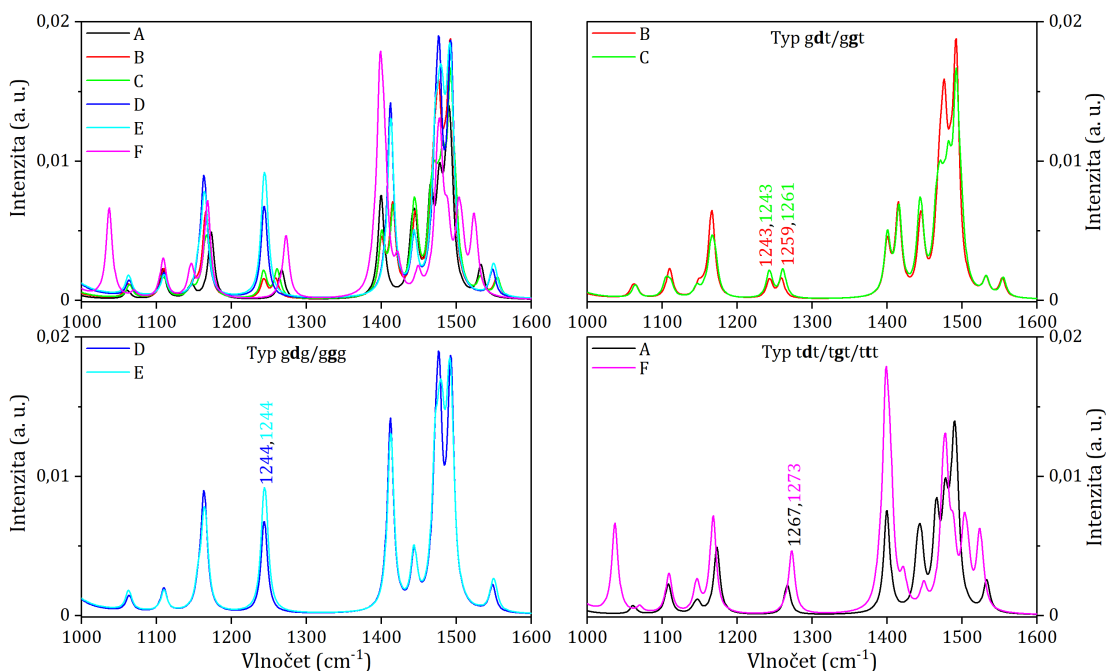 0,02
0,01
0
Intenzita (a. u.)
A
B
C
D
E
F
1000 1100 1200 1300 1400 1500 1600
B
C
Typ gdt/ggt
1243,1243
1259,1261
0,02
0,01
0
Intenzita (a. u.)
1000 1100 1200 1300 1400 1500 1600
0,02
0,01
0
Intenzita (a. u.)
D
E
Typ gdg/ggg
1244,1244
1000 1100 1200 1300 1400 1500 1600
Vlnočet (cm⁻¹)
A
F
Typ tdt/tgt/ttt
1267,1273
0,02
0,01
0
Intenzita (a. u.)
1000 1100 1200 1300 1400 1500 1600
Vlnočet (cm⁻¹)